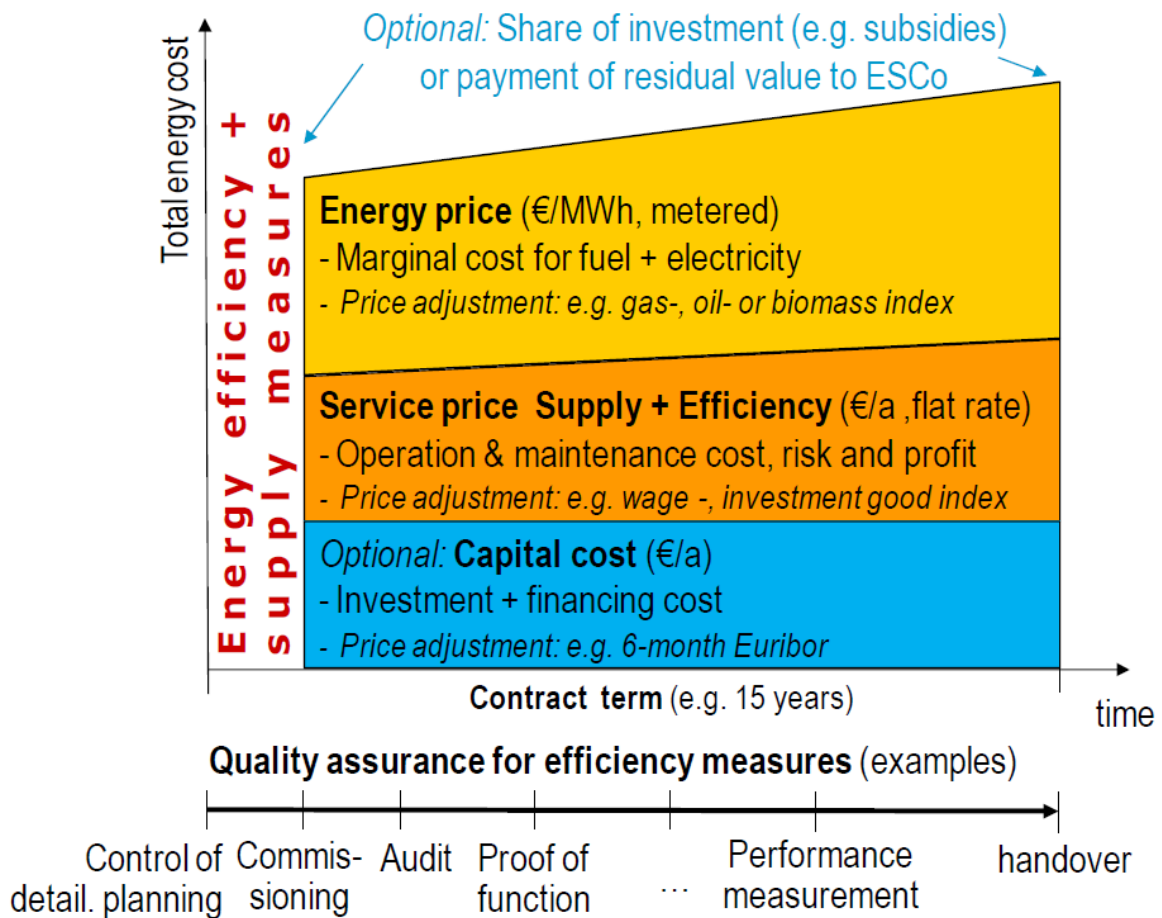 Optional: Share of investment (e.g. subsidies)
or payment of residual value to ESCo
Total energy cost
Energy efficiency +
supply measures
Energy price (€/MWh, metered)
- Marginal cost for fuel + electricity
- Price adjustment: e.g. gas-, oil- or biomass index
Service price Supply + Efficiency (€/a ,flat rate)
- Operation & maintenance cost, risk and profit
- Price adjustment: e.g. wage -, investment good index
Optional: Capital cost (€/a)
- Investment + financing cost
- Price adjustment: e.g. 6-month Euribor
Contract term (e.g. 15 years)
time
Quality assurance for efficiency measures (examples)
Control of
detail. planning
Commis-
sioning
Audit
Proof of
function
...
Performance
measurement
handover